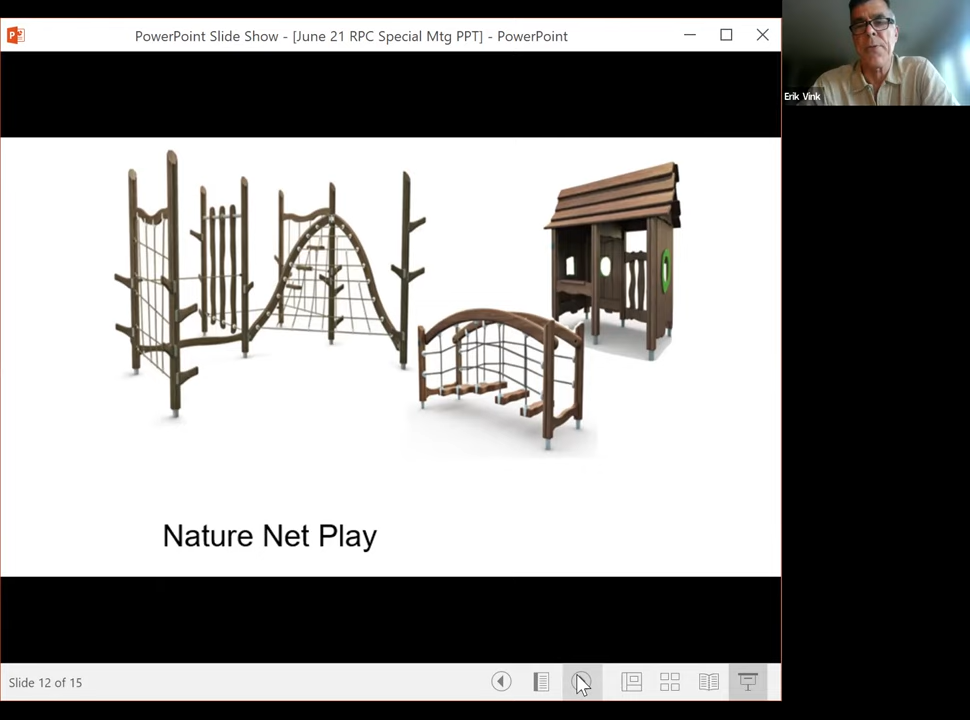 PowerPoint Slide Show - [June 21 RPC Special Mtg PPT] - PowerPoint
Erik Vink
Nature Net Play
Slide 12 of 15